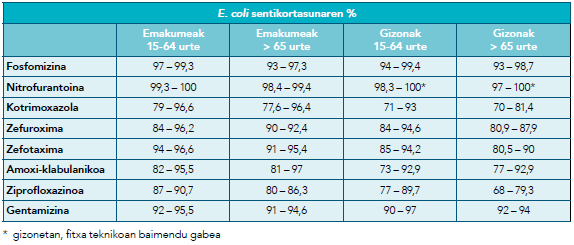 E. coli sentikortasunaren %
Emakumeak 15-64 urte Emakumeak > 65 urte Gizonak 15-64 urte Gizonak > 65 urte
Fosfomizina 97 – 99,3 93 – 97,3 94 – 99,4 93 – 98,7
Nitrofurantoina 99,3 – 100 98,4 – 99,4 98,3 – 100* 97 – 100*
Kotrimoxazola 79 – 96,6 77,6 – 96,4 71 – 93 70 – 81,4
Zefuroxima 84 – 96,2 90 – 92,4 84 – 94,6 80,9 – 87,9
Zefotaxima 94 – 96,6 91 – 95,4 85 – 94,2 80,5 – 90
Amoxi-klabulanikoa 82 – 95,5 81 – 97 73 – 92,9 77 – 92,9
Ziprofloxazinoa 87 – 90,7 80 – 86,3 77 – 89,7 68 – 79,3
Gentamizina 92 – 95,5 91 – 94,6 90 – 97 92 – 94
* gizonetan, fitxa teknikoan baimendu gabea